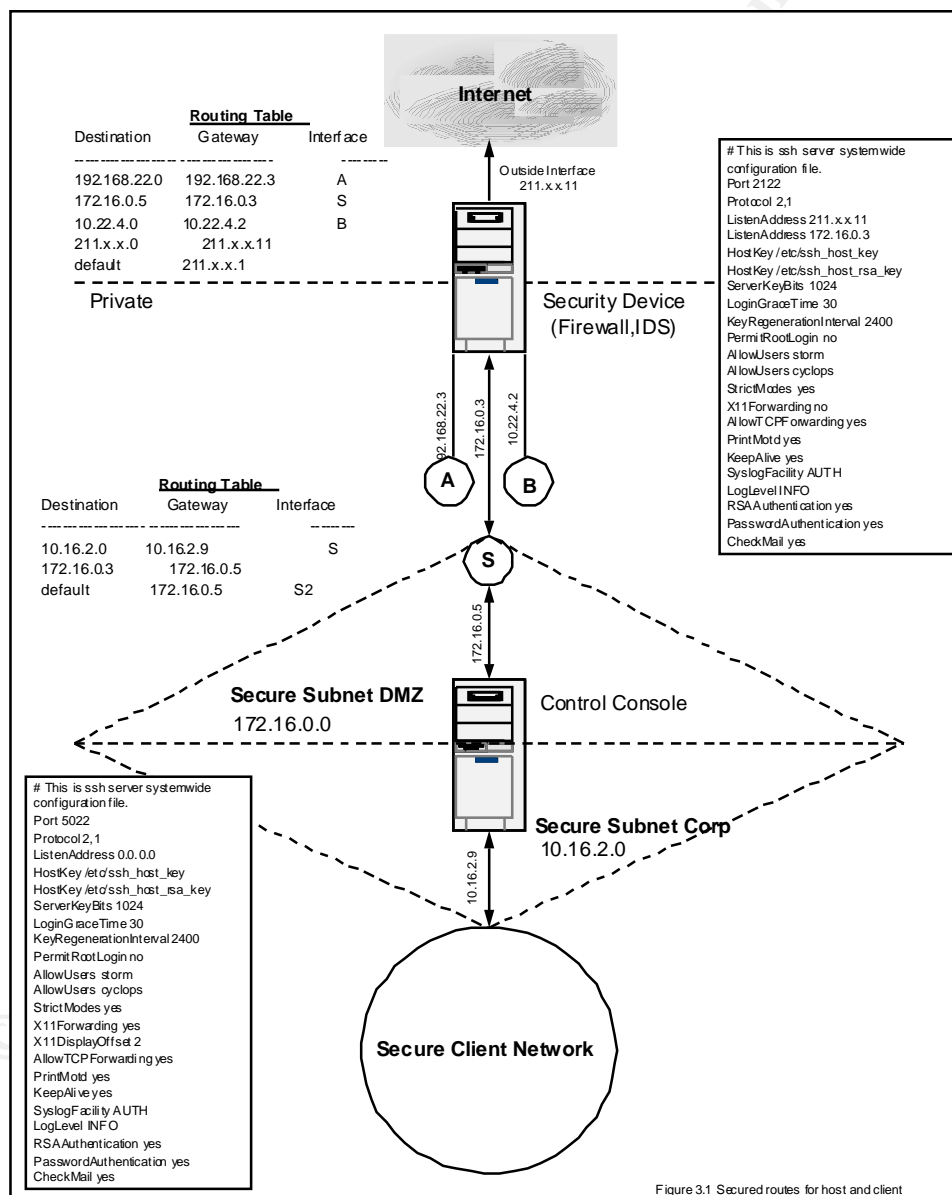 Internet
Routing Table
Destination Gateway Interface
-------------------- ------------------ ---------
192.168.22.0 192.168.22.3 A
172.16.0.5 172.16.0.3 S
10.22.4.0 10.22.4.2 B
211.x.x.0 211.x.x.11
default 211.x.x.1
Outside Interface
211.x.x.11
Private
Security Device
(Firewall,IDS)
# This is ssh server systemwide
configuration file.
Port 2122
Protocol 2,1
ListenAddress 211.x.x.11
ListenAddress 172.16.0.3
HostKey /etc/ssh_host_key
HostKey /etc/ssh_host_rsa_key
ServerKeyBits 1024
LoginGraceTime 30
KeyRegenerationInterval 2400
PermitRootLogin no
AllowUsers storm
AllowUsers cyclops
StrictModes yes
X11Forwarding no
AllowTCPForwarding yes
PrintMotd yes
KeepAlive yes
SyslogFacility AUTH
LogLevel INFO
RSAAuthentication yes
PasswordAuthentication yes
CheckMail yes
92.168.22.3
172.16.0.3
10.22.4.2
A
B
S
Routing Table
Destination Gateway Interface
-------------------- ------------------- ---------
10.16.2.0 10.16.2.9 S
172.16.0.3 172.16.0.5
default 172.16.0.5 S2
172.16.0.5
Secure Subnet DMZ
172.16.0.0
Control Console
Secure Subnet Corp
10.16.2.0
10.16.2.9
# This is ssh server systemwide
configuration file.
Port 5022
Protocol 2,1
ListenAddress 0.0.0.0
HostKey /etc/ssh_host_key
HostKey /etc/ssh_host_rsa_key
ServerKeyBits 1024
LoginGraceTime 30
KeyRegenerationInterval 2400
PermitRootLogin no
AllowUsers storm
AllowUsers cyclops
StrictModes yes
X11Forwarding yes
X11DisplayOffset 2
AllowTCPForwarding yes
PrintMotd yes
KeepAlive yes
SyslogFacility AUTH
LogLevel INFO
RSAAuthentication yes
PasswordAuthentication yes
CheckMail yes
Secure Client Network
Figure 3.1 Secured routes for host and client